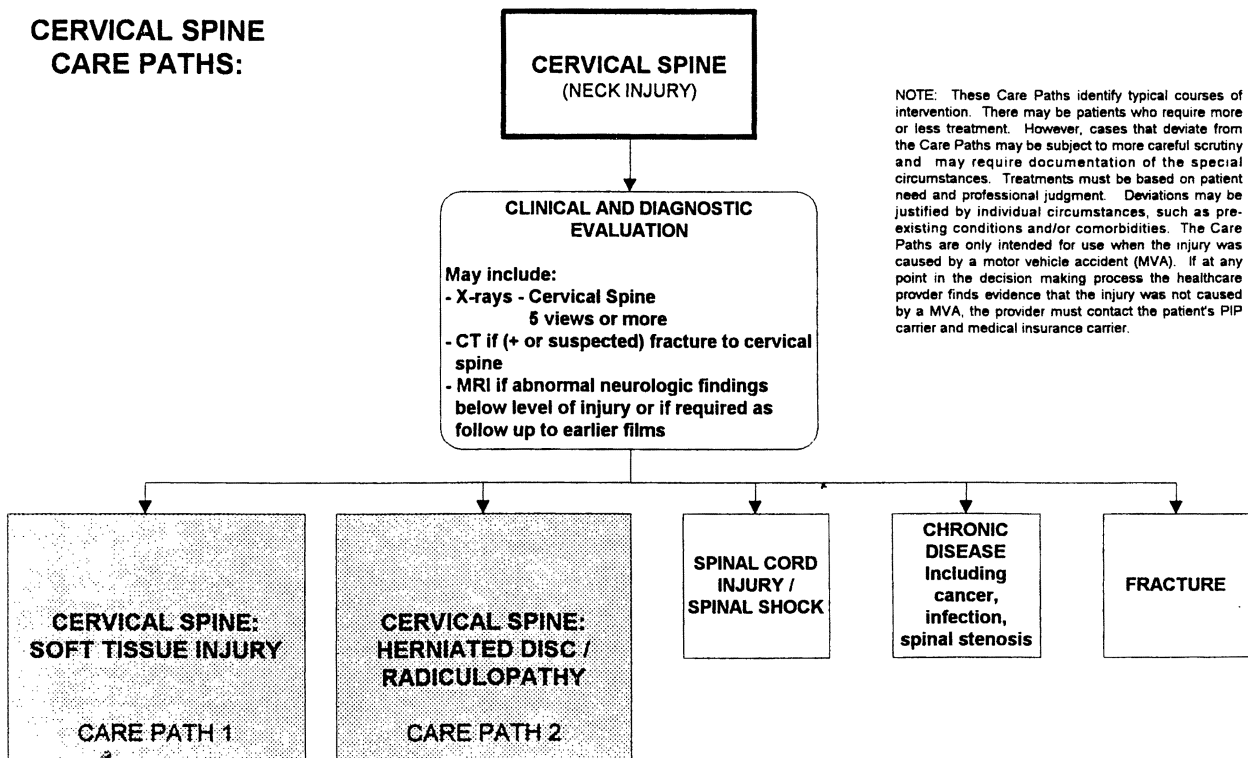 CERVICAL SPINE
CARE PATHS:
CERVICAL SPINE
(NECK INJURY)
NOTE: These Care Paths identify typical courses of
intervention. There may be patients who require more
or less treatment. However, cases that deviate from
the Care Paths may be subject to more careful scrutiny
and may require documentation of the special
circumstances. Treatments must be based on patient
need and professional judgment. Deviations may be
justified by individual circumstances, such as pre-
existing conditions and/or comorbidities. The Care
Paths are only intended for use when the injury was
caused by a motor vehicle accident (MVA). If at any
point in the decision making process the healthcare
provder finds evidence that the injury was not caused
by a MVA, the provider must contact the patient's PIP
carrier and medical insurance carrier.
CLINICAL AND DIAGNOSTIC
EVALUATION
May include:
- X-rays - Cervical Spine
5 views or more
- CT if (+ or suspected) fracture to cervical
spine
- MRI if abnormal neurologic findings
below level of injury or if required as
follow up to earlier films
CERVICAL SPINE:
SOFT TISSUE INJURY
CARE PATH 1
CERVICAL SPINE:
HERNIATED DISC /
RADICULOPATHY
CARE PATH 2
SPINAL CORD
INJURY /
SPINAL SHOCK
CHRONIC
DISEASE
Including
cancer,
infection,
spinal stenosis
FRACTURE